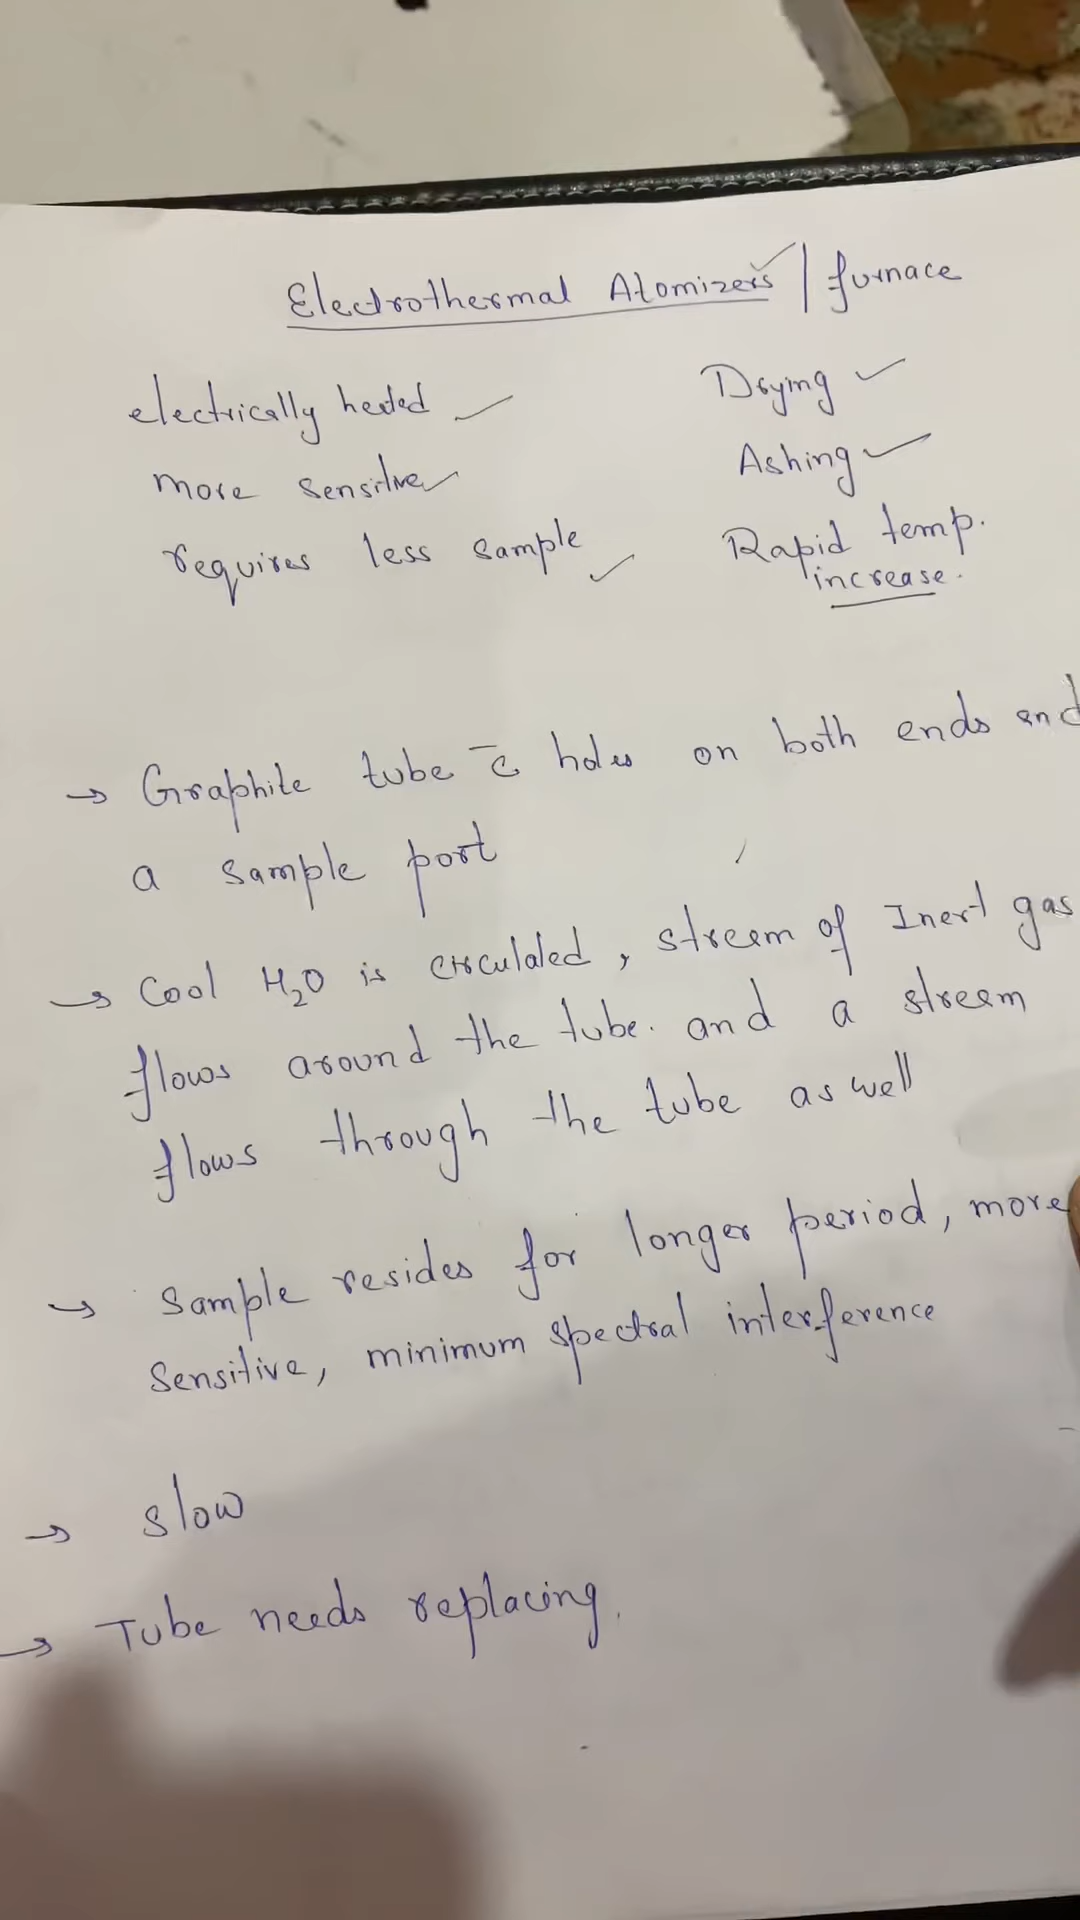 Electrothermal Atomizers / furnace
electrically heated ✓ Drying ✓
more sensitive ✓ Ashing ✓
requires less sample ✓ Rapid temp.
increase.
→ Graphite tube c̄ holes on both ends and
a sample port
→ Cool H₂O is circulated, stream of Inert gas
flows around the tube. and a stream
flows through the tube as well
→ Sample resides for longer period, more
sensitive, minimum spectral interference
→ slow
→ Tube needs replacing.